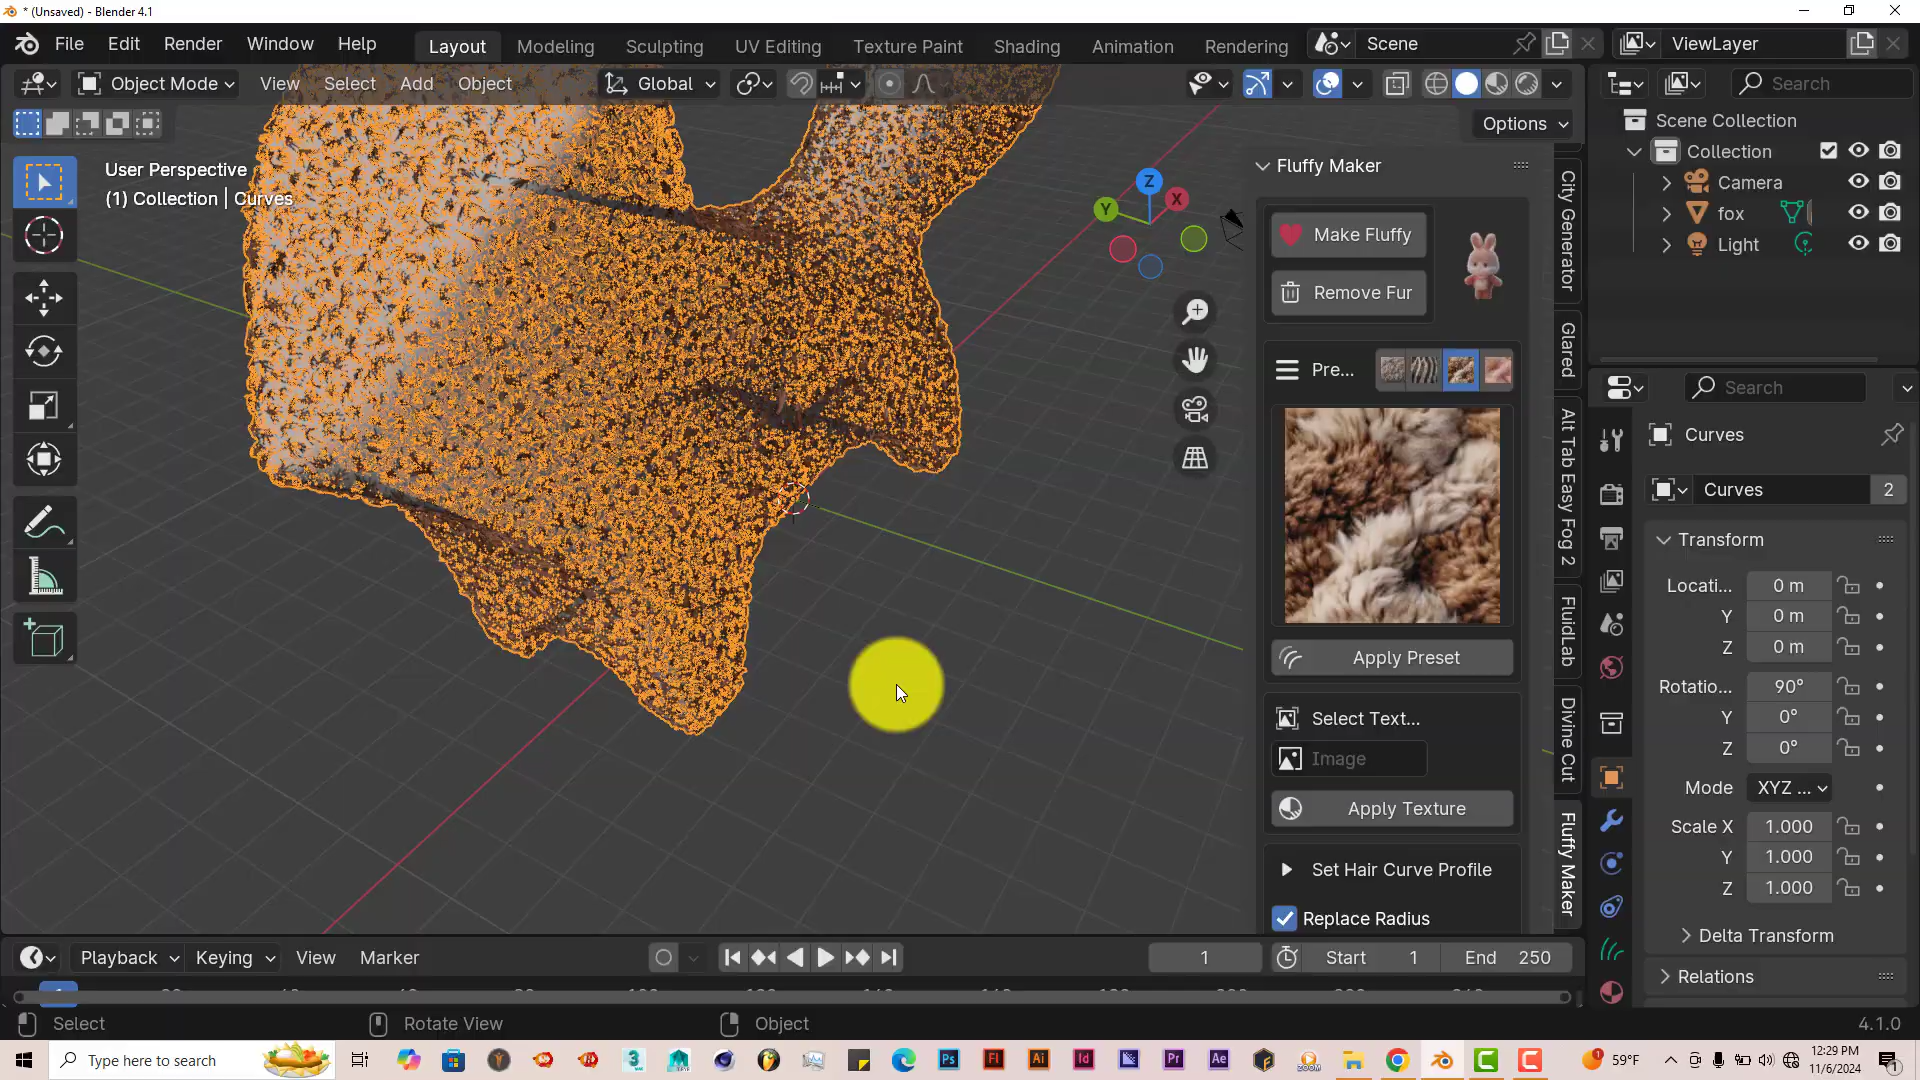 * (Unsaved) - Blender 4.1
File Edit Render Window Help
Layout Modeling Sculpting UV Editing Texture Paint Shading Animation Rendering
Scene
ViewLayer
Object Mode View Select Add Object
Global
Search
Options
User Perspective
(1) Collection | Curves
Z
X
Y
Fluffy Maker
Make Fluffy
Remove Fur
Pre...
Apply Preset
Select Text...
Image
Apply Texture
Set Hair Curve Profile
Replace Radius
City Generator
Glared
Alt Tab Easy Fog 2
FluidLab
Divine Cut
Fluffy Maker
Scene Collection
Collection
Camera
fox
Light
Search
Curves
Curves 2
Transform
Locati... 0 m
Y 0 m
Z 0 m
Rotatio... 90°
Y 0°
Z 0°
Mode XYZ ...
Scale X 1.000
Y 1.000
Z 1.000
Delta Transform
Relations
Playback Keying View Marker
1
Start 1
End 250
Select
Rotate View
Object
4.1.0
Type here to search
59°F
12:29 PM
11/6/2024